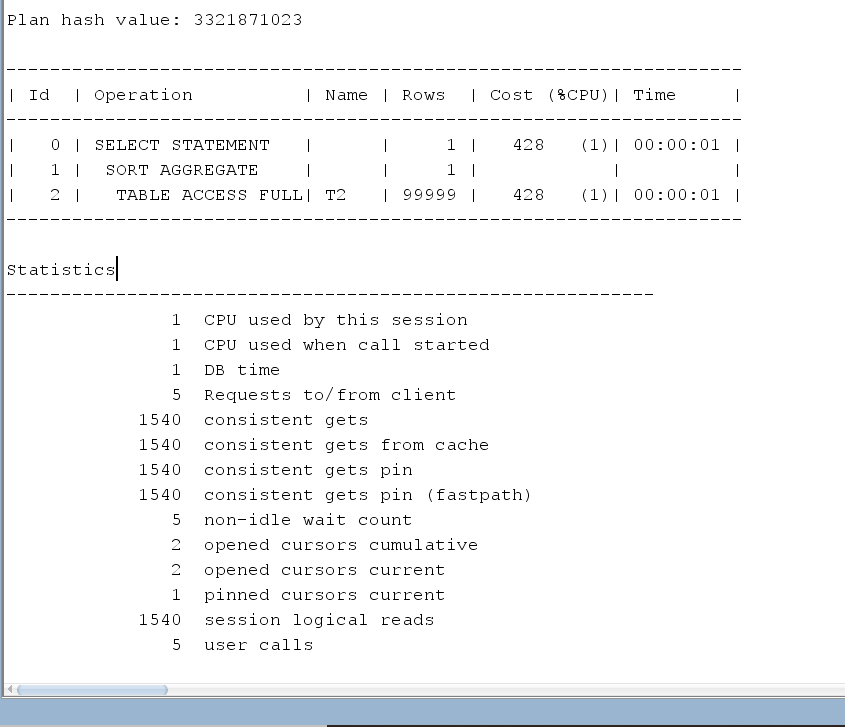 Plan hash value: 3321871023
--------------------------------------------------------------------
| Id  | Operation          | Name | Rows  | Cost (%CPU)| Time     |
--------------------------------------------------------------------
|   0 | SELECT STATEMENT   |      |     1 |   428   (1)| 00:00:01 |
|   1 |  SORT AGGREGATE    |      |     1 |            |          |
|   2 |   TABLE ACCESS FULL| T2   | 99999 |   428   (1)| 00:00:01 |
--------------------------------------------------------------------
Statistics
------------------------------------------------------------
               1  CPU used by this session
               1  CPU used when call started
               1  DB time
               5  Requests to/from client
            1540  consistent gets
            1540  consistent gets from cache
            1540  consistent gets pin
            1540  consistent gets pin (fastpath)
               5  non-idle wait count
               2  opened cursors cumulative
               2  opened cursors current
               1  pinned cursors current
            1540  session logical reads
               5  user calls